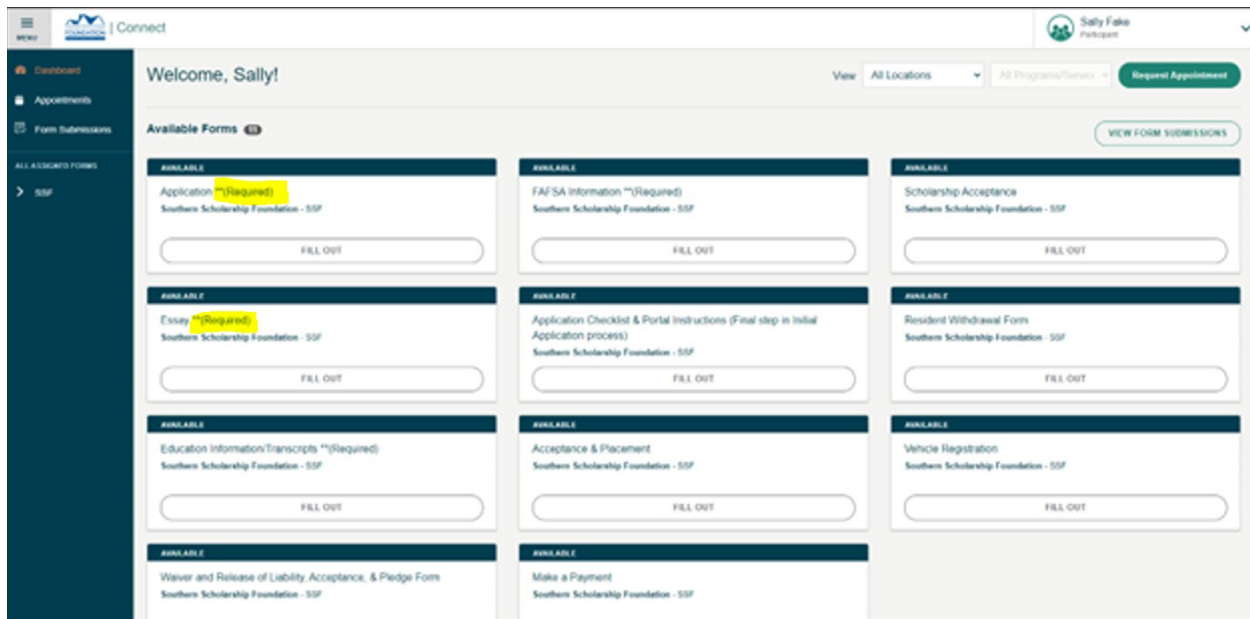 MENU
FOUNDATION
Connect
Sally Fake
Participant
Dashboard
Appointments
Form Submissions
ALL ASSIGNED FORMS
SSF
Welcome, Sally!
View
All Locations
All Programs/Service
Request Appointment
Available Forms
VIEW FORM SUBMISSIONS
AVAILABLE
Application **(Required)
Southern Scholarship Foundation - SSF
FILL OUT
AVAILABLE
FAFSA Information **(Required)
Southern Scholarship Foundation - SSF
FILL OUT
AVAILABLE
Scholarship Acceptance
Southern Scholarship Foundation - SSF
FILL OUT
AVAILABLE
Essay **(Required)
Southern Scholarship Foundation - SSF
FILL OUT
AVAILABLE
Application Checklist & Portal Instructions (Final step in Initial
Application process)
Southern Scholarship Foundation - SSF
FILL OUT
AVAILABLE
Resident Withdrawal Form
Southern Scholarship Foundation - SSF
FILL OUT
AVAILABLE
Education Information/Transcripts **(Required)
Southern Scholarship Foundation - SSF
FILL OUT
AVAILABLE
Acceptance & Placement
Southern Scholarship Foundation - SSF
FILL OUT
AVAILABLE
Vehicle Registration
Southern Scholarship Foundation - SSF
FILL OUT
AVAILABLE
Waiver and Release of Liability, Acceptance, & Pledge Form
Southern Scholarship Foundation - SSF
AVAILABLE
Make a Payment
Southern Scholarship Foundation - SSF